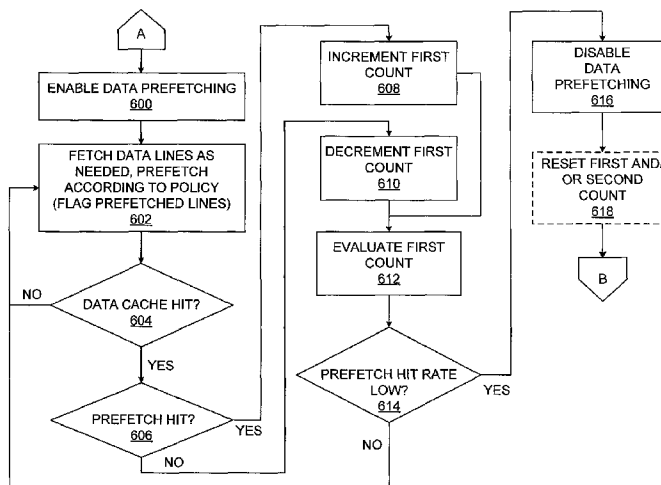 A
ENABLE DATA PREFETCHING
600
FETCH DATA LINES AS
NEEDED, PREFETCH
ACCORDING TO POLICY
(FLAG PREFETCHED LINES)
602
NO
DATA CACHE HIT?
604
YES
PREFETCH HIT?
606
YES
NO
INCREMENT FIRST
COUNT
608
DECREMENT FIRST
COUNT
610
EVALUATE FIRST
COUNT
612
PREFETCH HIT RATE
LOW?
614
YES
NO
DISABLE
DATA
PREFETCHING
616
RESET FIRST AND/
OR SECOND
COUNT
618
B